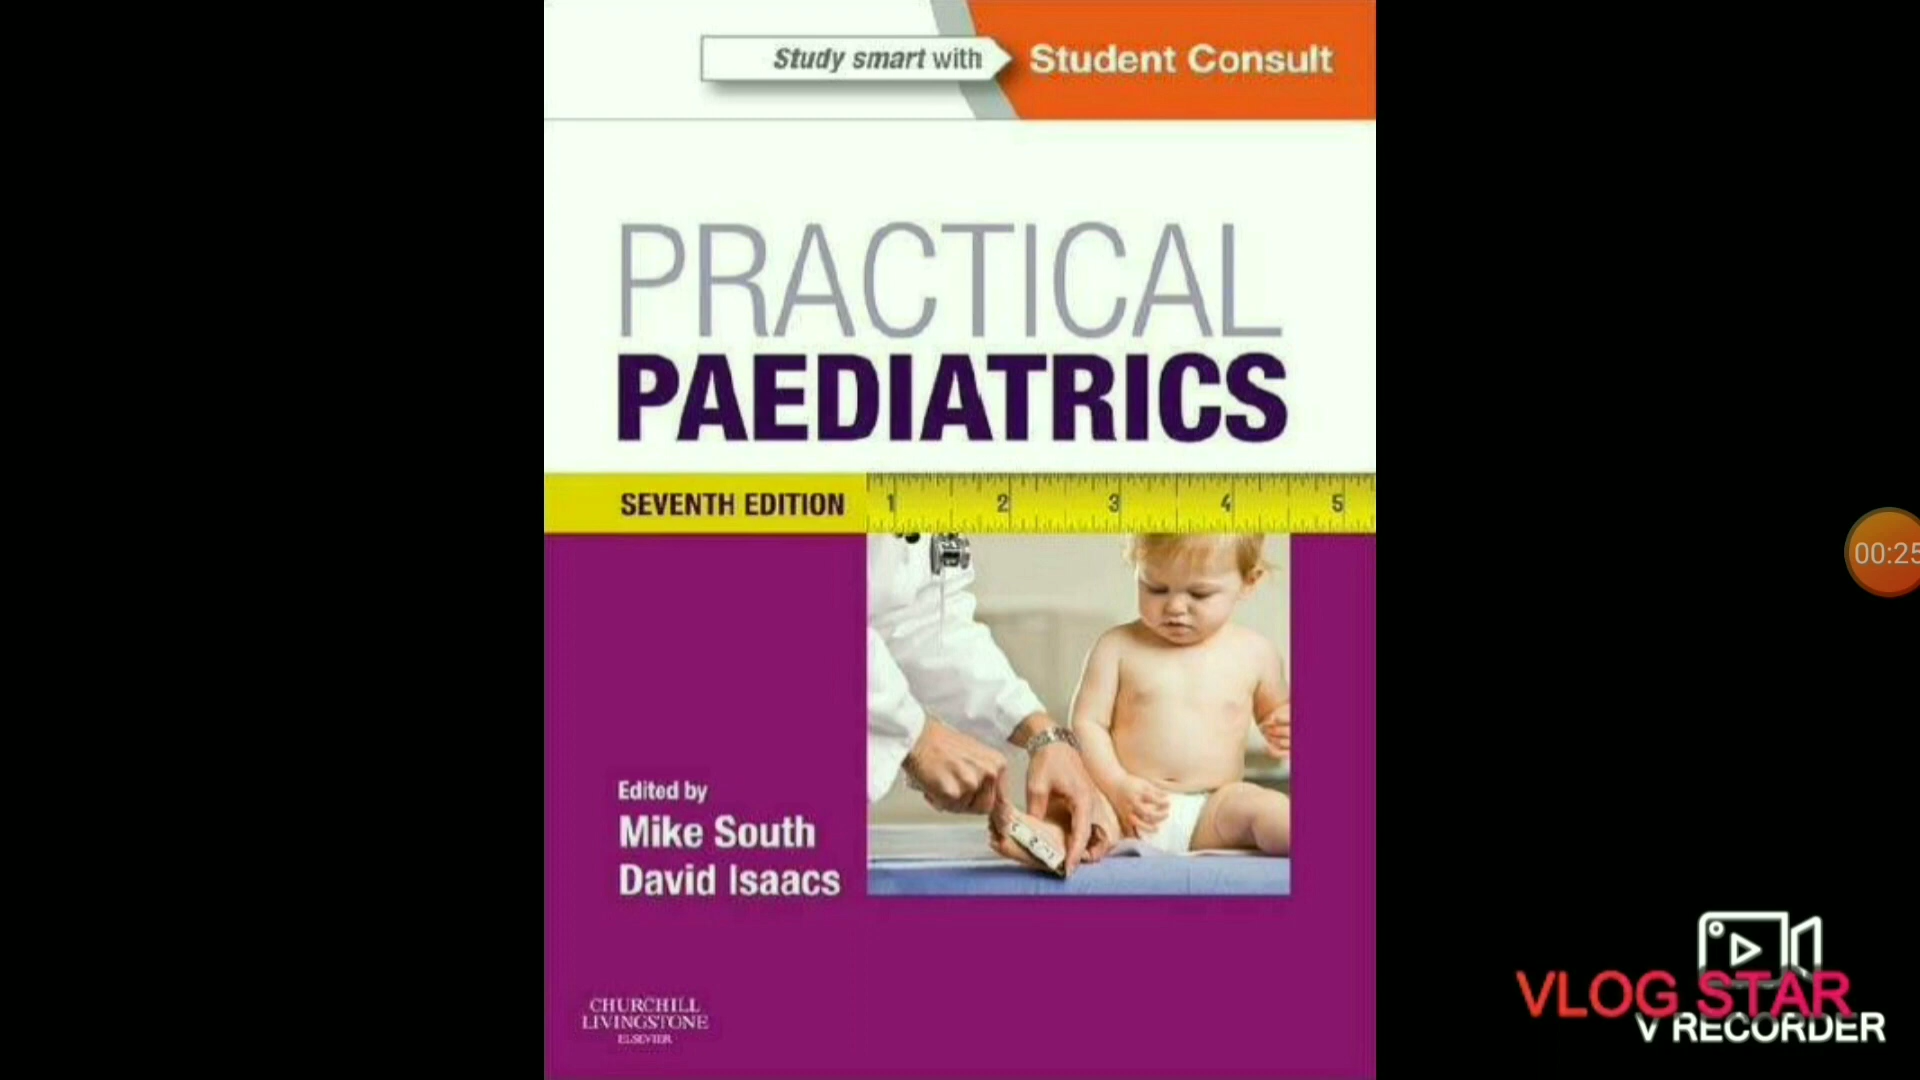 Study smart with Student Consult
PRACTICAL
PAEDIATRICS
SEVENTH EDITION
1 2 3 4 5
Edited by
Mike South
David Isaacs
CHURCHILL
LIVINGSTONE
ELSEVIER
00:25
VLOG STAR
V RECORDER